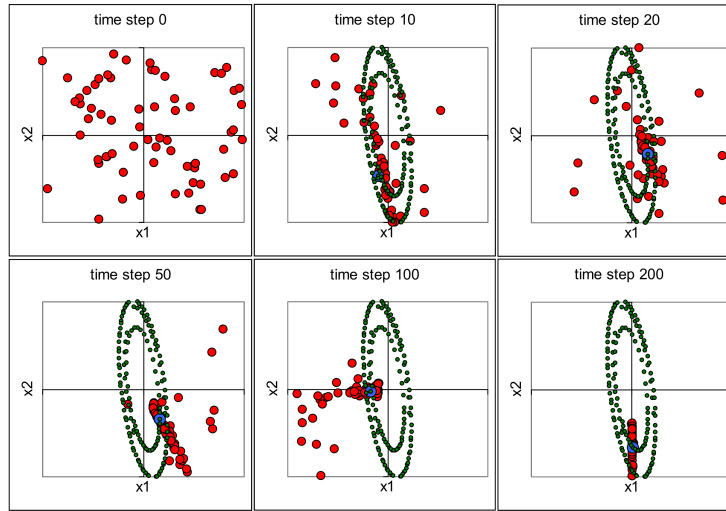 time step 0
x2
x1
time step 10
x2
x1
time step 20
x2
x1
time step 50
x2
x1
time step 100
x2
x1
time step 200
x2
x1